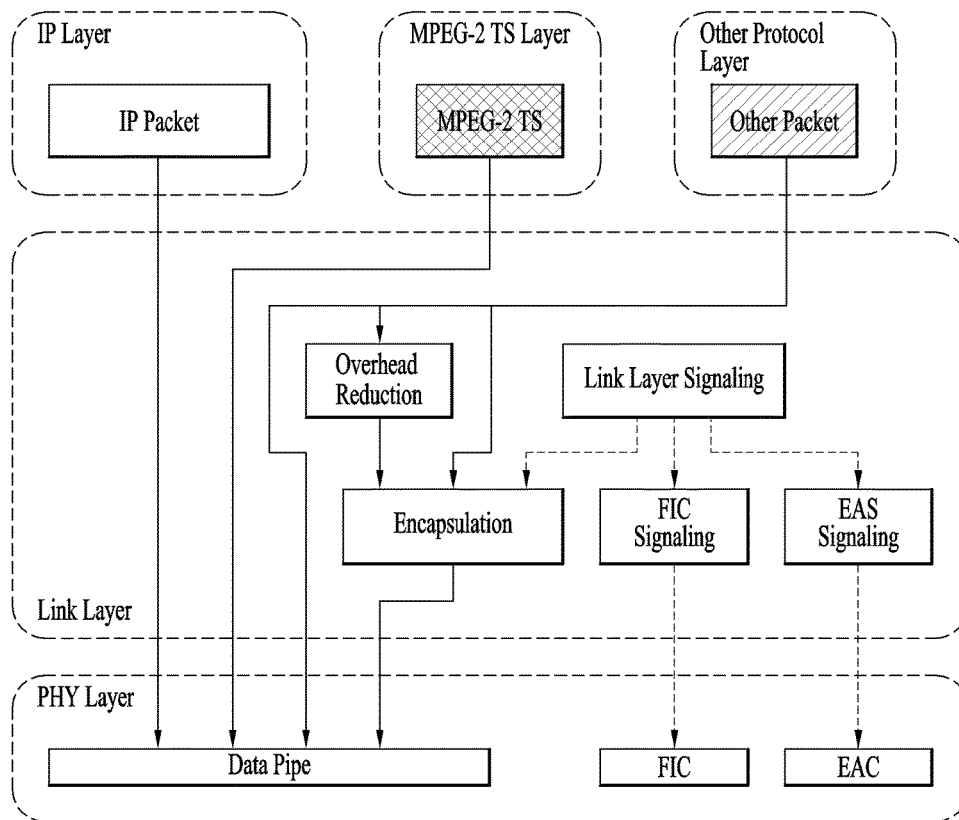 IP Layer
MPEG-2 TS Layer
Other Protocol
Layer
IP Packet
MPEG-2 TS
Other Packet
Overhead
Reduction
Link Layer Signaling
Encapsulation
FIC
Signaling
EAS
Signaling
Link Layer
PHY Layer
Data Pipe
FIC
EAC